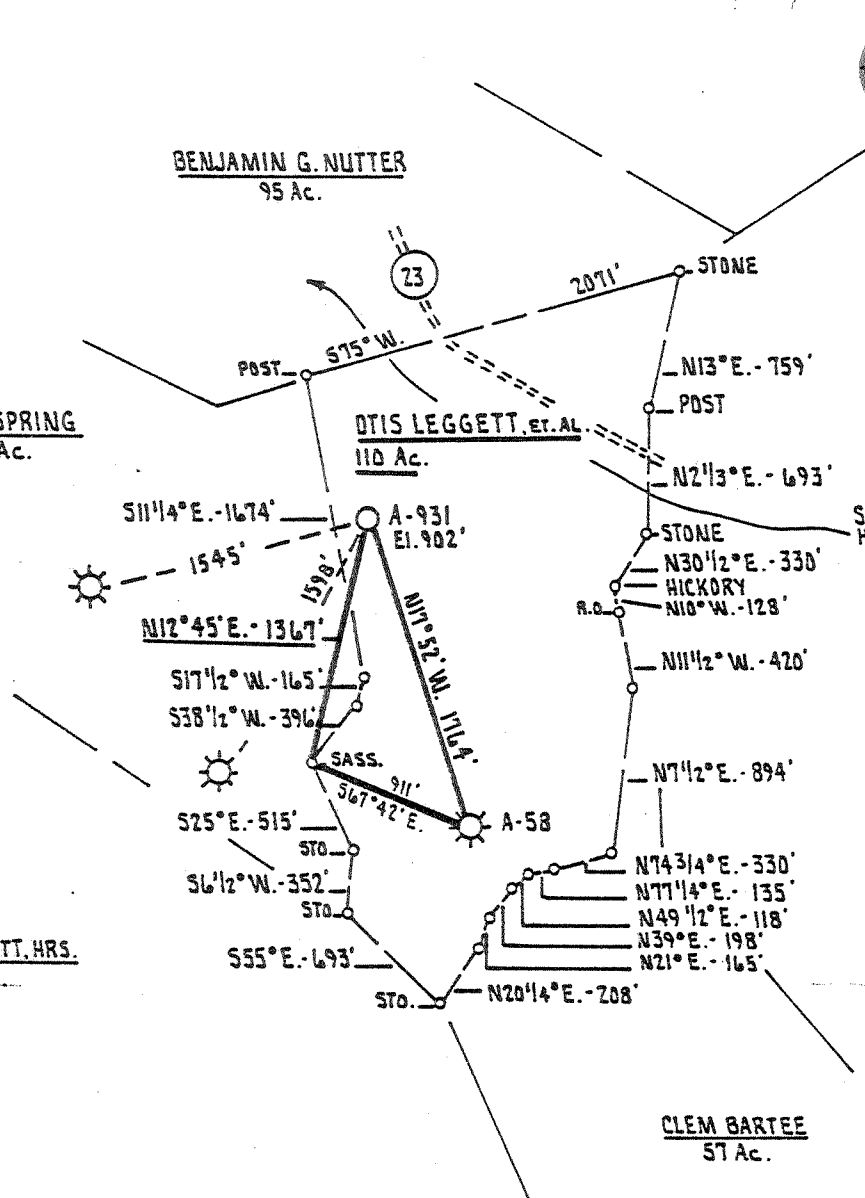 BENJAMIN G. NUTTER
95 Ac.
23
2071'
STONE
S75° W.
POST
N13° E.- 759'
POST
SPRING
Ac.
OTIS LEGGETT, ET. AL.
110 Ac.
N2 1/3° E.- 693'
S11 1/4° E.-1674'
A-931
El. 902'
STONE
S
H
1545'
1598'
N30 1/2° E.- 330'
HICKORY
R.O.
N10° W.-128'
N12° 45' E.- 1367'
N17° 52' W. 1764'
N11 1/2° W.-420'
S17 1/2° W.-165'
S38 1/2° W.-396'
SASS.
N7 1/2° E.- 894'
911'
S67° 42' E.
A-58
S25° E.-515'
STO.
N74 3/4° E.-330'
S6 1/2° W.-352'
N77 1/4° E.- 135'
STO.
N49 1/2° E.-118'
N39° E.- 198'
TT, HRS.
S55° E.-693'
N21° E.- 165'
STO.
N20 1/4° E.-208'
CLEM BARTEE
57 Ac.